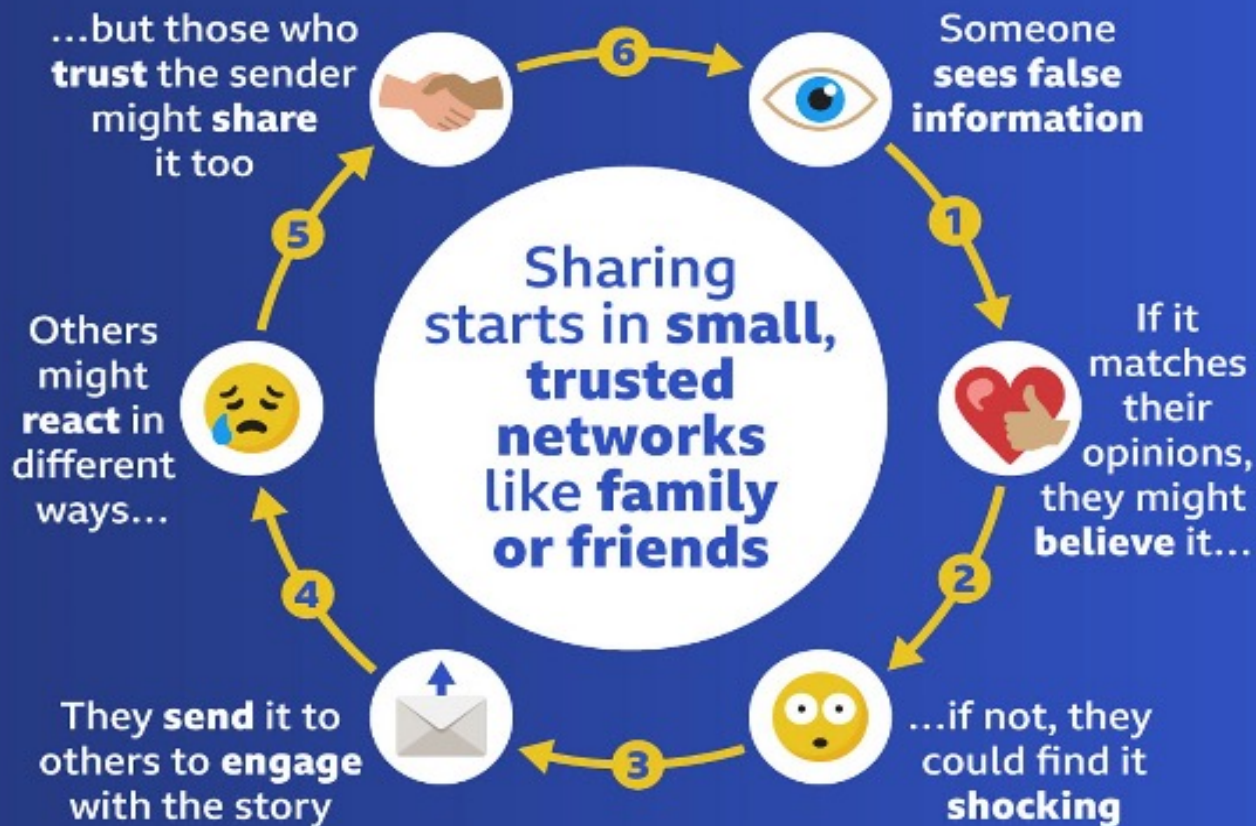 Someone
sees false
information
1
If it
matches
their
opinions,
they might
believe it...
2
...if not, they
could find it
shocking
3
They send it to
others to engage
with the story
4
Others
might
react in
different
ways...
5
...but those who
trust the sender
might share
it too
6
Sharing
starts in small,
trusted
networks
like family
or friends